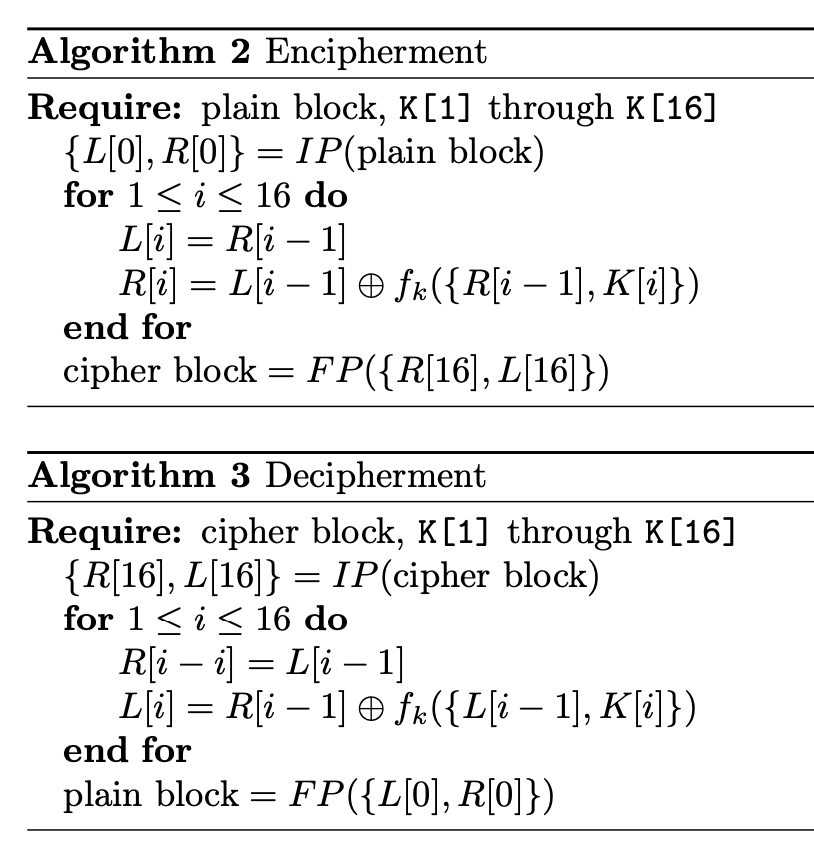 Algorithm 2 Encipherment
Require: plain block, K[1] through K[16]
{L[0], R[0]} = IP(plain block)
for 1 ≤ i ≤ 16 do
L[i] = R[i − 1]
R[i] = L[i − 1] ⊕ fₖ({R[i − 1], K[i]})
end for
cipher block = FP({R[16], L[16]})
Algorithm 3 Decipherment
Require: cipher block, K[1] through K[16]
{R[16], L[16]} = IP(cipher block)
for 1 ≤ i ≤ 16 do
R[i − i] = L[i − 1]
L[i] = R[i − 1] ⊕ fₖ({L[i − 1], K[i]})
end for
plain block = FP({L[0], R[0]})